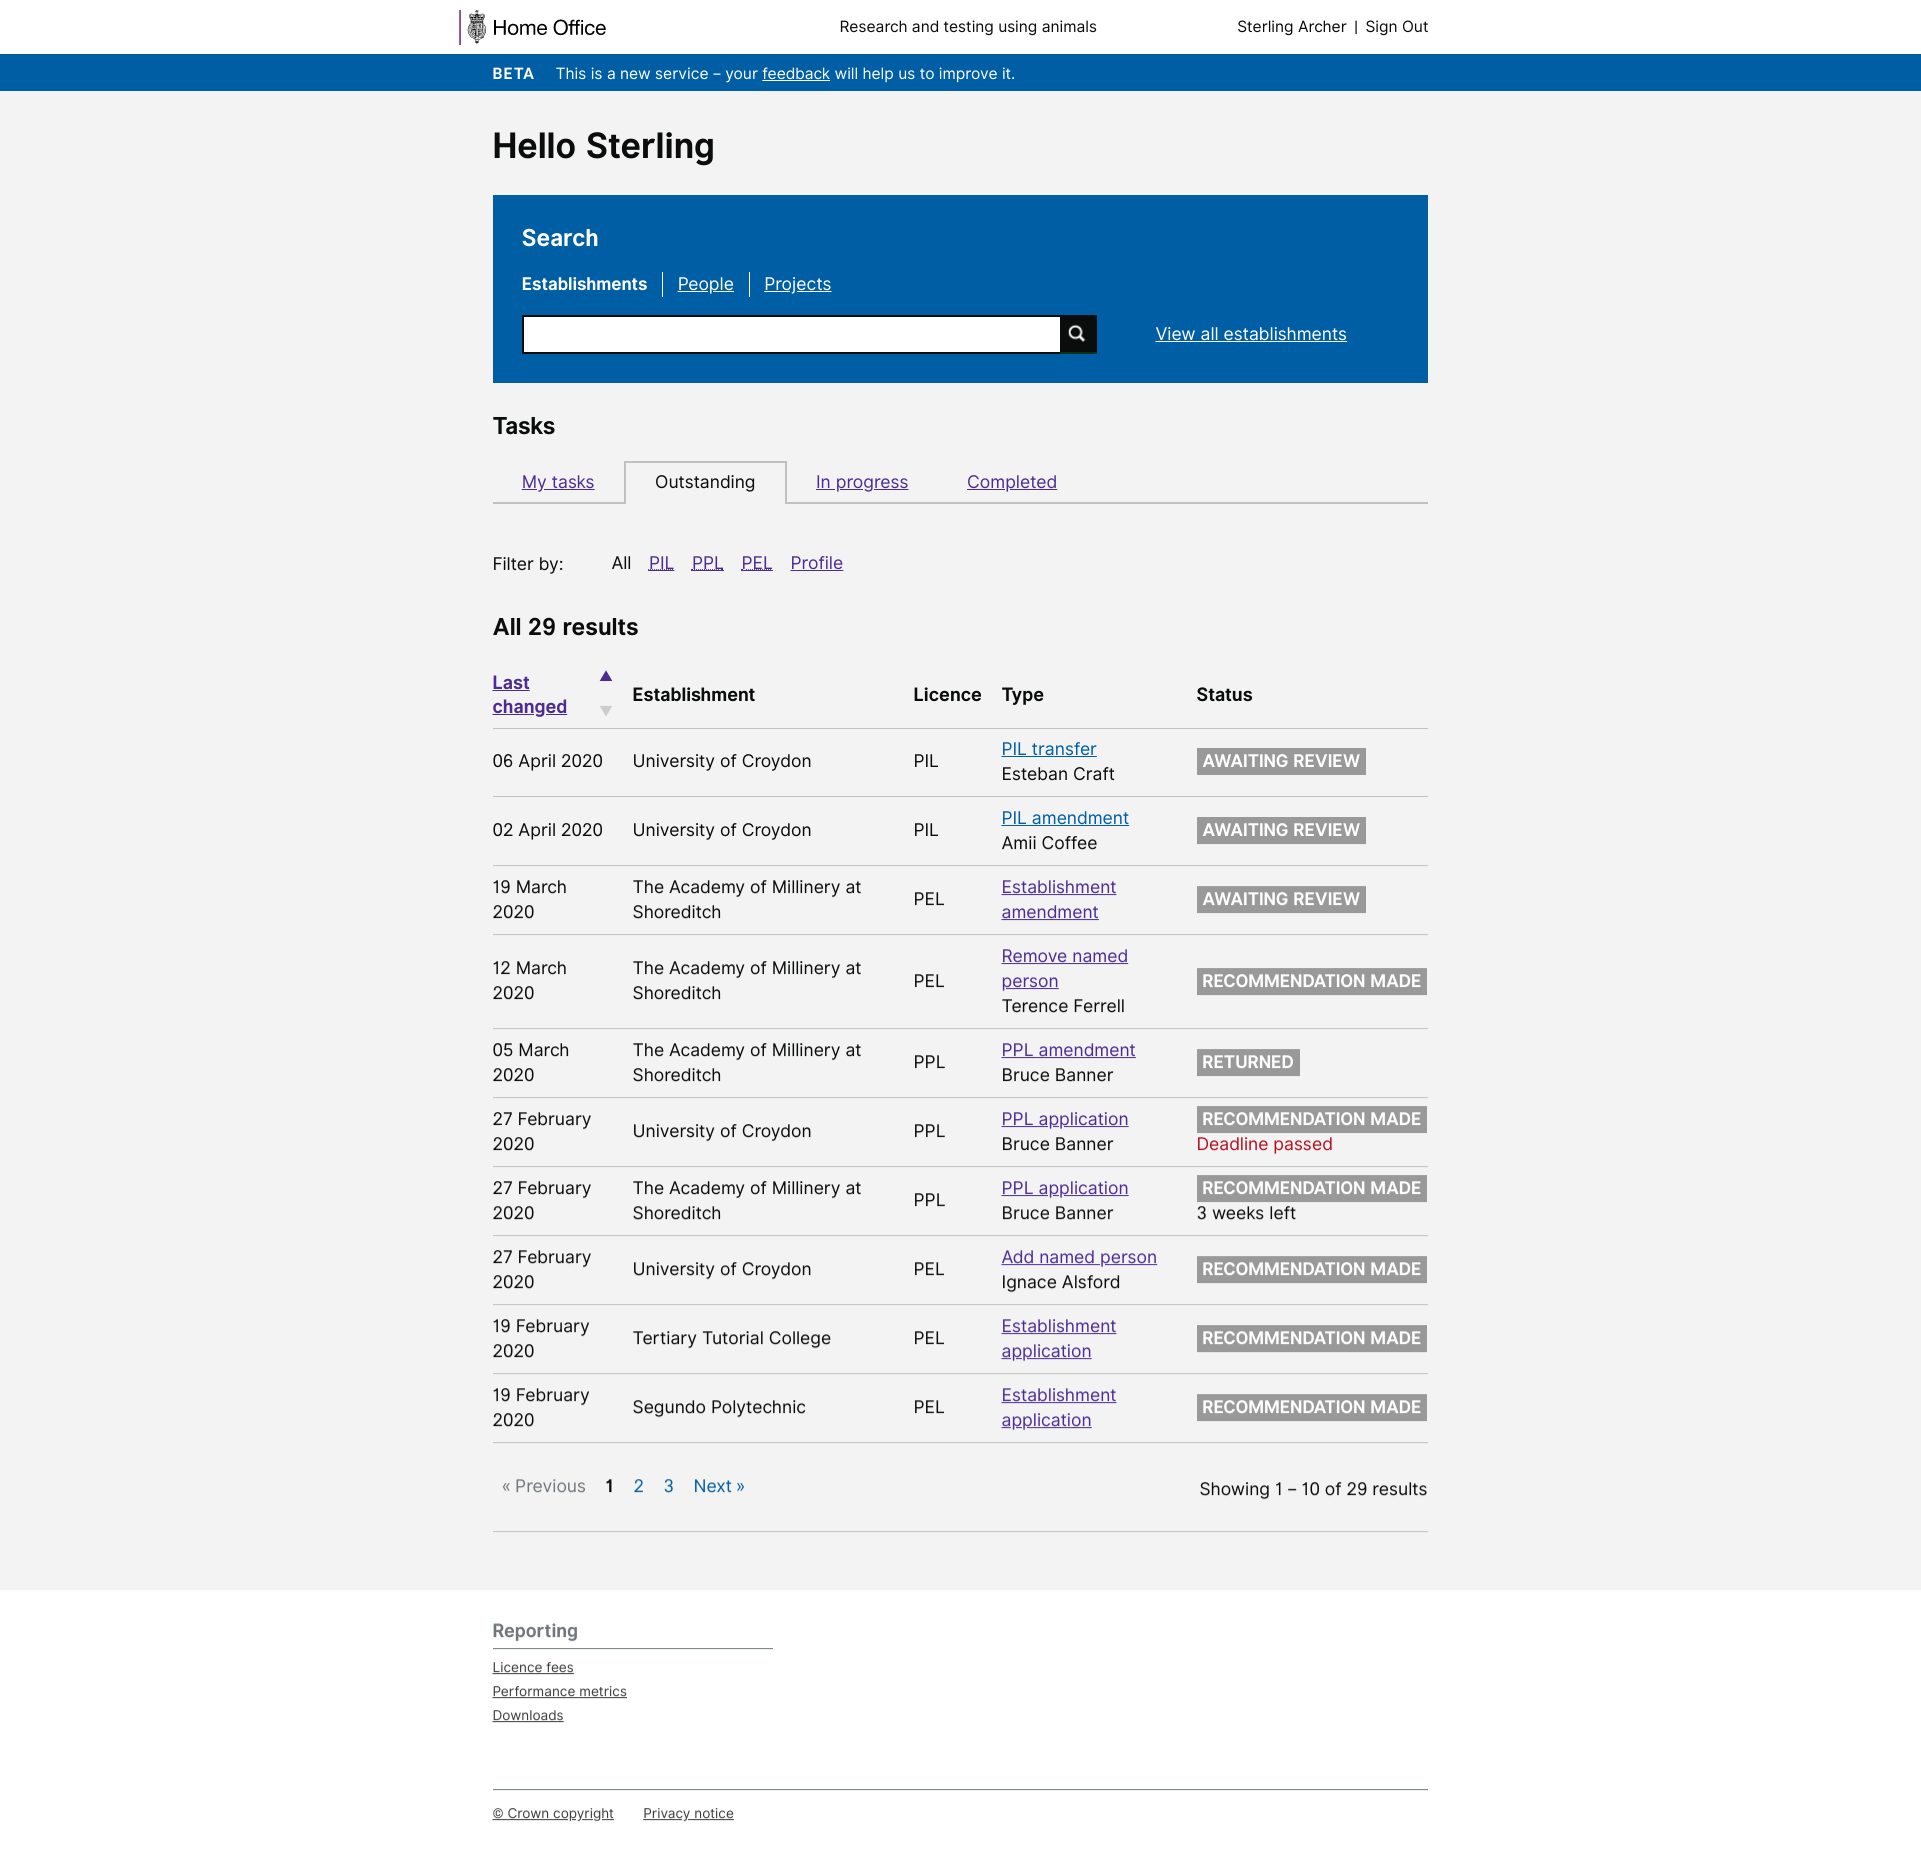 Home Office
Research and testing using animals
Sterling Archer | Sign Out
BETA This is a new service – your feedback will help us to improve it.
Hello Sterling
Search
Establishments People Projects
View all establishments
Tasks
My tasks Outstanding In progress Completed
Filter by: All PIL PPL PEL Profile
All 29 results
Last changed ▲ ▼ Establishment Licence Type Status
06 April 2020 University of Croydon PIL PIL transfer AWAITING REVIEW
Esteban Craft
02 April 2020 University of Croydon PIL PIL amendment AWAITING REVIEW
Amii Coffee
19 March The Academy of Millinery at PEL Establishment AWAITING REVIEW
2020 Shoreditch amendment
12 March The Academy of Millinery at PEL Remove named RECOMMENDATION MADE
2020 Shoreditch person
Terence Ferrell
05 March The Academy of Millinery at PPL PPL amendment RETURNED
2020 Shoreditch Bruce Banner
27 February University of Croydon PPL PPL application RECOMMENDATION MADE
2020 Bruce Banner Deadline passed
27 February The Academy of Millinery at PPL PPL application RECOMMENDATION MADE
2020 Shoreditch Bruce Banner 3 weeks left
27 February University of Croydon PEL Add named person RECOMMENDATION MADE
2020 Ignace Alsford
19 February Tertiary Tutorial College PEL Establishment RECOMMENDATION MADE
2020 application
19 February Segundo Polytechnic PEL Establishment RECOMMENDATION MADE
2020 application
« Previous 1 2 3 Next » Showing 1 – 10 of 29 results
Reporting
Licence fees
Performance metrics
Downloads
© Crown copyright Privacy notice